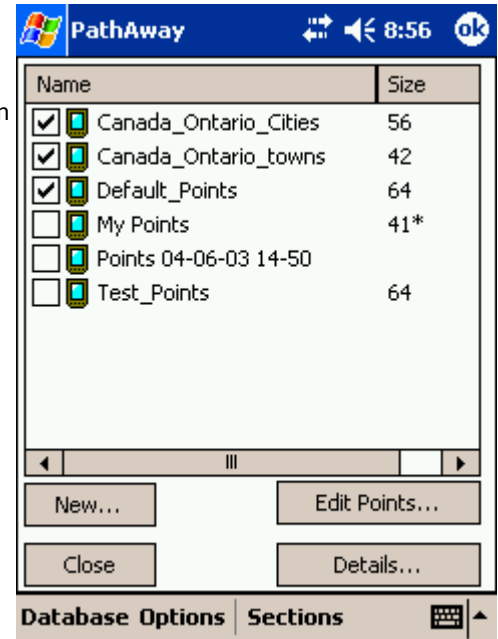 PathAway 8:56 ok
Name Size
n
Canada_Ontario_Cities 56
Canada_Ontario_towns 42
Default_Points 64
My Points 41*
Points 04-06-03 14-50
Test_Points 64
New... Edit Points...
Close Details...
Database Options Sections